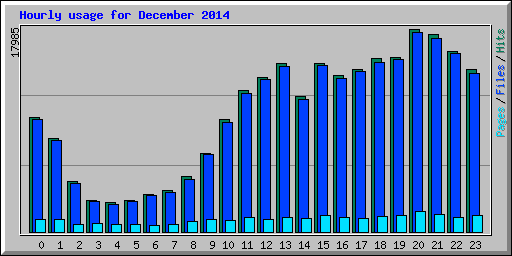 Hourly usage for December 2014
17985
Pages/Files/Hits
0 1 2 3 4 5 6 7 8 9 10 11 12 13 14 15 16 17 18 19 20 21 22 23